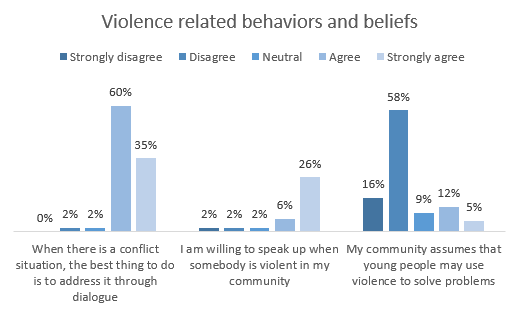 Violence related behaviors and beliefs
Strongly disagree Disagree Neutral Agree Strongly agree
0% 2% 2% 60% 35%
2% 2% 2% 6% 26%
16% 58% 9% 12% 5%
When there is a conflict
situation, the best thing to do
is to address it through
dialogue
I am willing to speak up when
somebody is violent in my
community
My community assumes that
young people may use
violence to solve problems